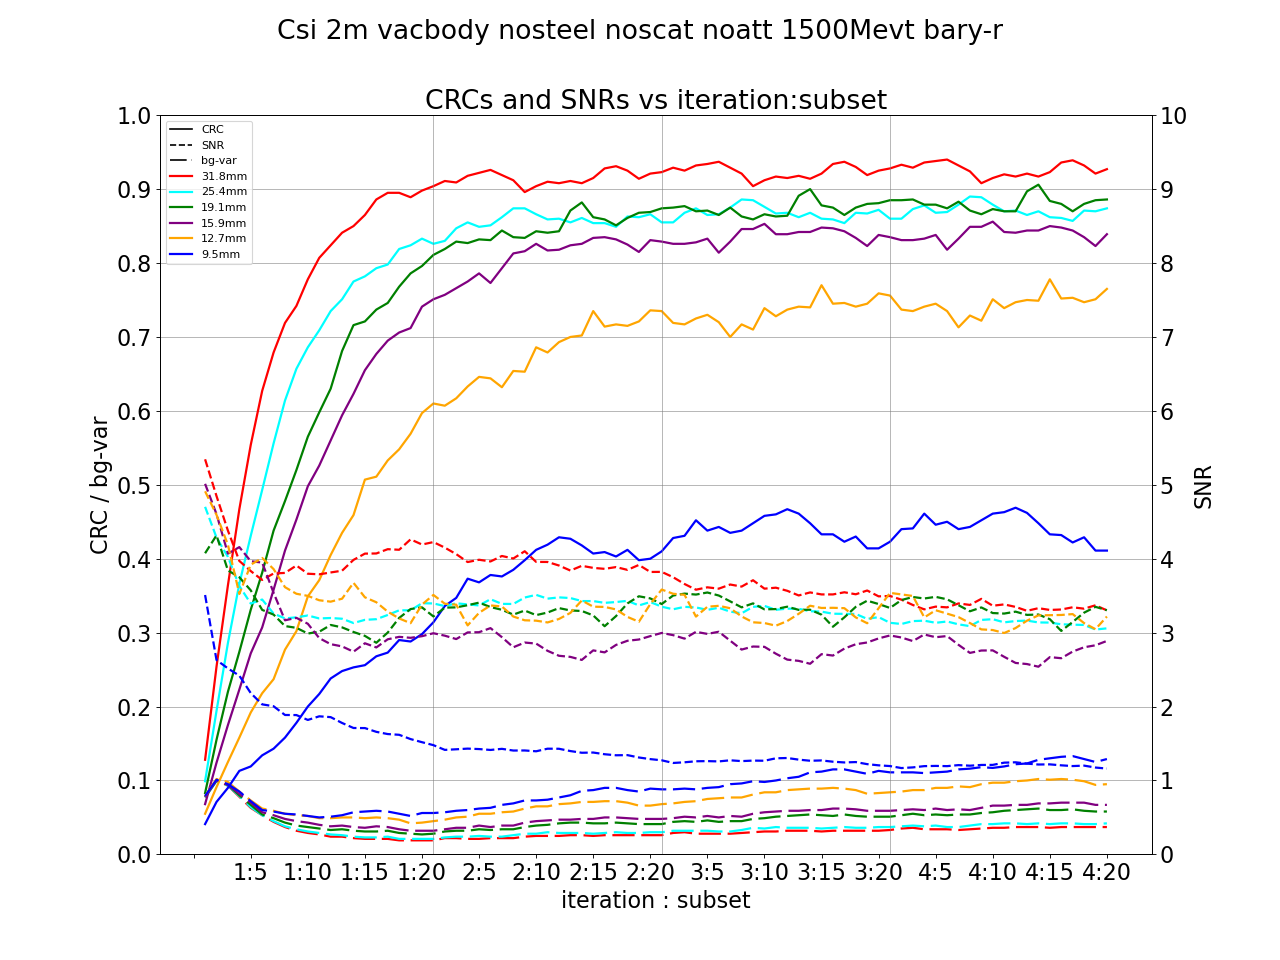 Csi 2m vacbody nosteel noscat noatt 1500Mevt bary-r
CRCs and SNRs vs iteration:subset
1.0
0.9
0.8
0.7
0.6
0.5
0.4
0.3
0.2
0.1
0.0
CRC / bg-var
CRC
SNR
bg-var
31.8mm
25.4mm
19.1mm
15.9mm
12.7mm
9.5mm
10
9
8
7
6
5
4
3
2
1
0
SNR
1:5 1:10 1:15 1:20 2:5 2:10 2:15 2:20 3:5 3:10 3:15 3:20 4:5 4:10 4:15 4:20
iteration : subset